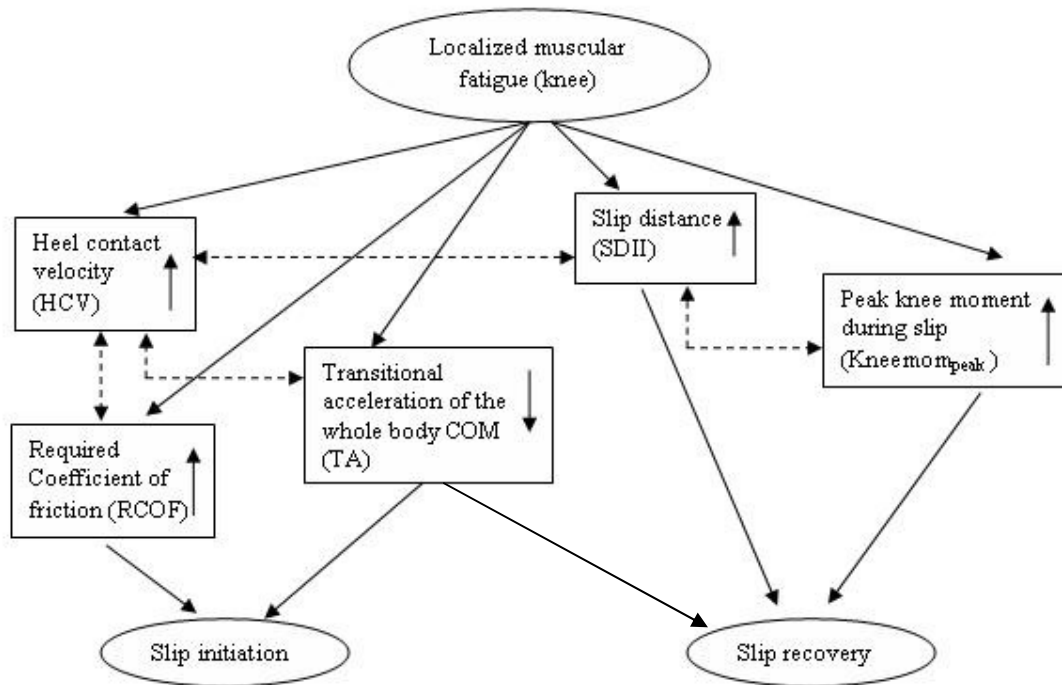 Localized muscular
fatigue (knee)
Heel contact
velocity
(HCV)
Slip distance
(SDII)
Peak knee moment
during slip
(Kneemompeak)
Transitional
acceleration of the
whole body COM
(TA)
Required
Coefficient of
friction (RCOF)
Slip initiation
Slip recovery